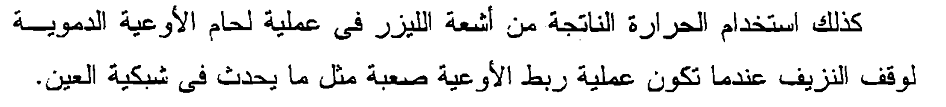 كذلك استخدام الحرارة الناتجة من أشعة الليزر فى عملية لحام الأوعية الدمويــة
لوقف النزيف عندما تكون عملية ربط الأوعية صعبة مثل ما يحدث فى شبكية العين.